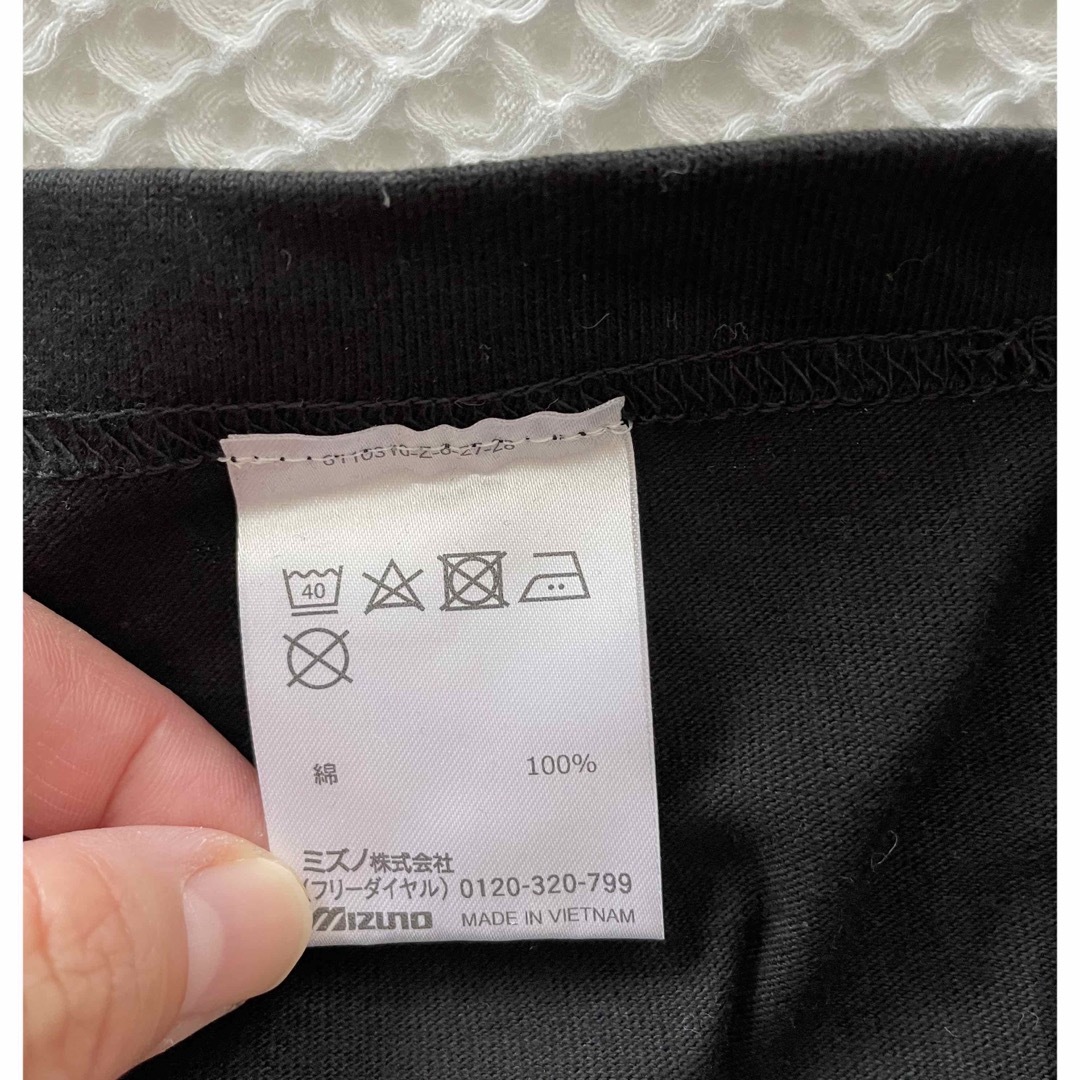 40
綿 100%
ミズノ株式会社
(フリーダイヤル) 0120-320-799
MIZUNO MADE IN VIETNAM